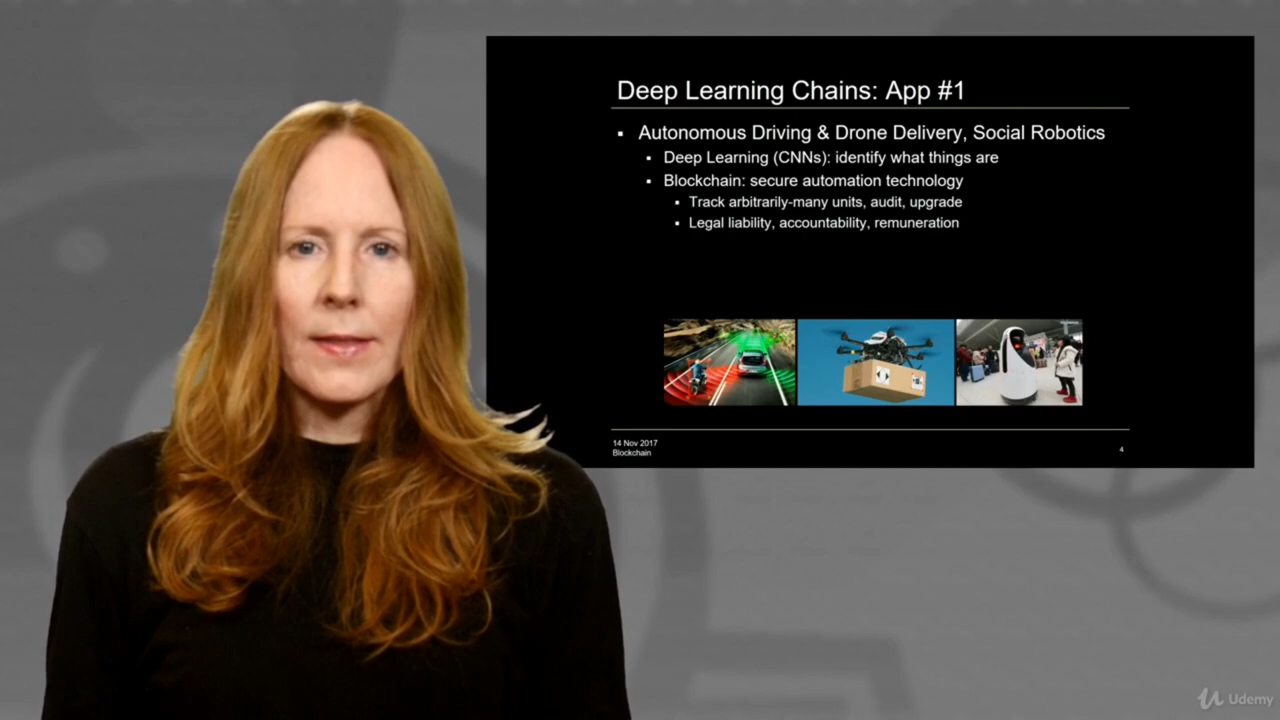 Deep Learning Chains: App #1
Autonomous Driving & Drone Delivery, Social Robotics
Deep Learning (CNNs): identify what things are
Blockchain: secure automation technology
Track arbitrarily-many units, audit, upgrade
Legal liability, accountability, remuneration
14 Nov 2017
Blockchain
4
Udemy